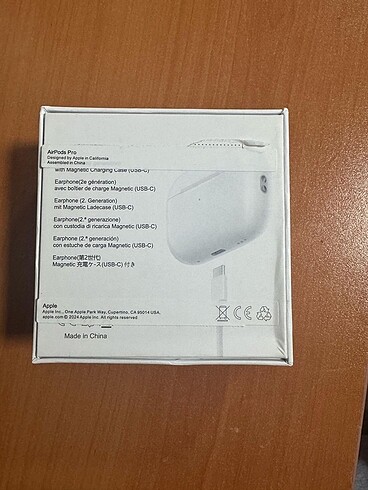 AirPods Pro
Designed by Apple in California
Assembled in China
with Magnetic Charging Case (USB-C)
Earphone(2e génération)
avec boîtier de charge Magnetic (USB-C)
Earphone (2. Generation)
mit Magnetic Ladecase (USB-C)
Earphone(2.ª generazione)
con custodia di ricarica Magnetic (USB-C)
Earphone (2.ª generación)
con estuche de carga Magnetic (USB-C)
Earphone(第2世代)
Magnetic 充電ケース(USB-C) 付き
Apple
Apple Inc., One Apple Park Way, Cupertino, CA 95014 USA.
apple.com © 2024 Apple Inc. All rights reserved.
CE
Made in China